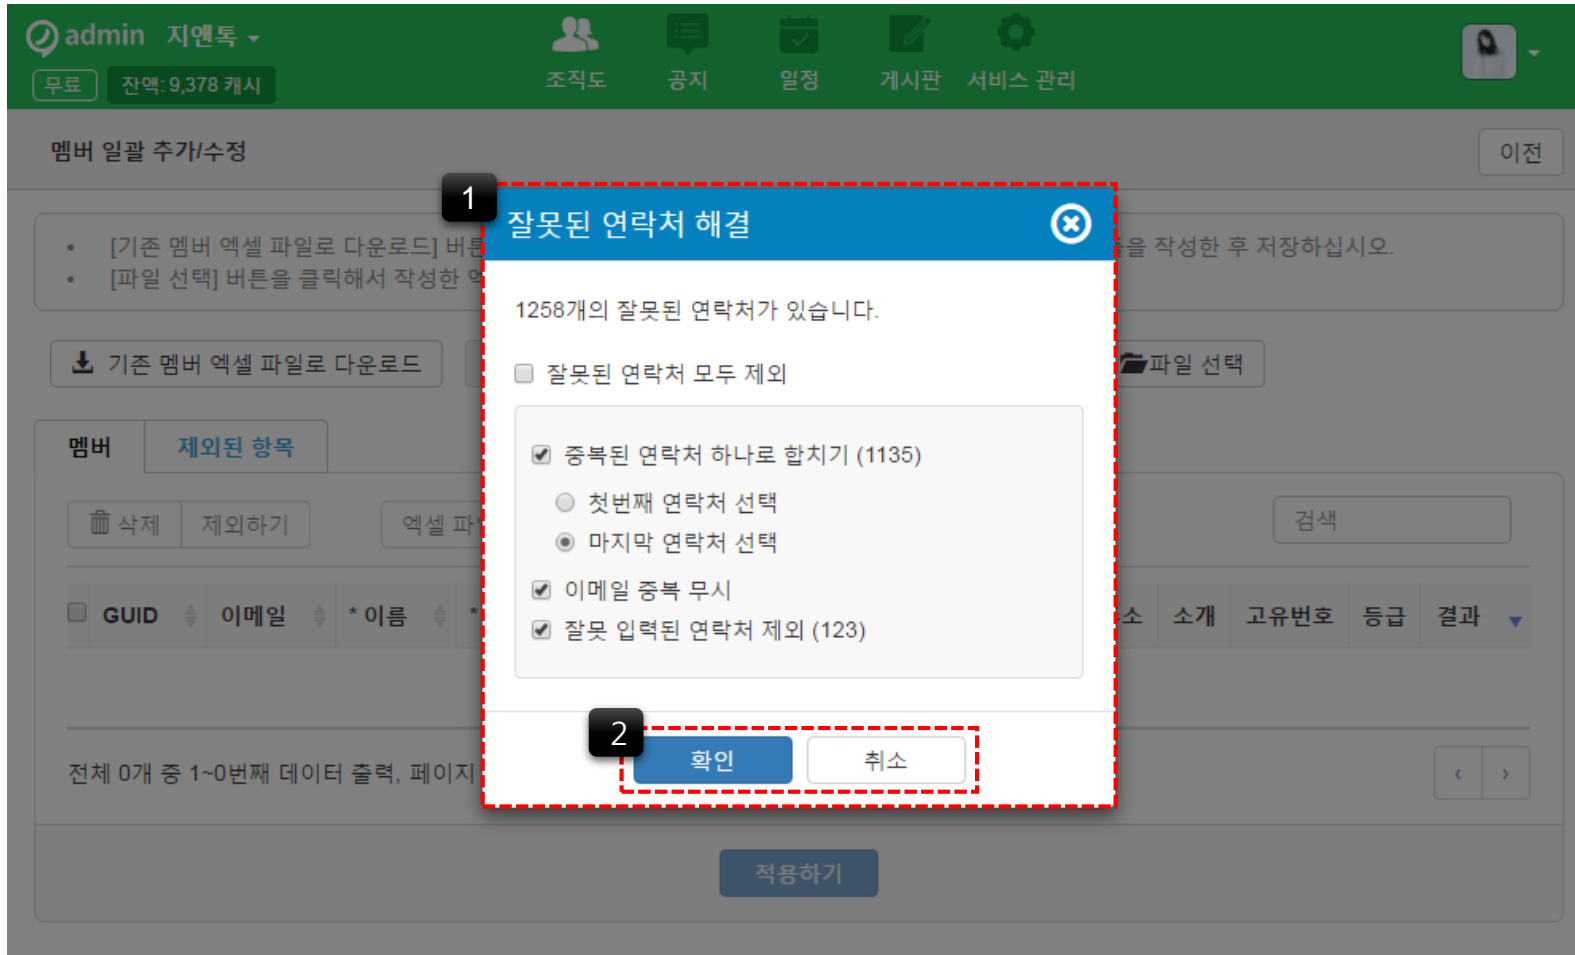 admin 지앤톡
무료 잔액: 9,378 캐시
조직도 공지 일정 게시판 서비스 관리
멤버 일괄 추가/수정 이전
1
잘못된 연락처 해결
[기존 멤버 엑셀 파일로 다운로드] 작성한 후 저장하십시오.
[파일 선택] 버튼을 클릭해서 작성한
1258개의 잘못된 연락처가 있습니다.
기존 멤버 엑셀 파일로 다운로드 파일 선택
잘못된 연락처 모두 제외
멤버 제외된 항목
중복된 연락처 하나로 합치기 (1135)
첫번째 연락처 선택
마지막 연락처 선택
삭제 제외하기 엑셀 검색
이메일 중복 무시
잘못 입력된 연락처 제외 (123)
GUID 이메일 * 이름 * 소 소개 고유번호 등급 결과
2
확인 취소
전체 0개 중 1~0번째 데이터 출력, 페이지 ‹ ›
적용하기